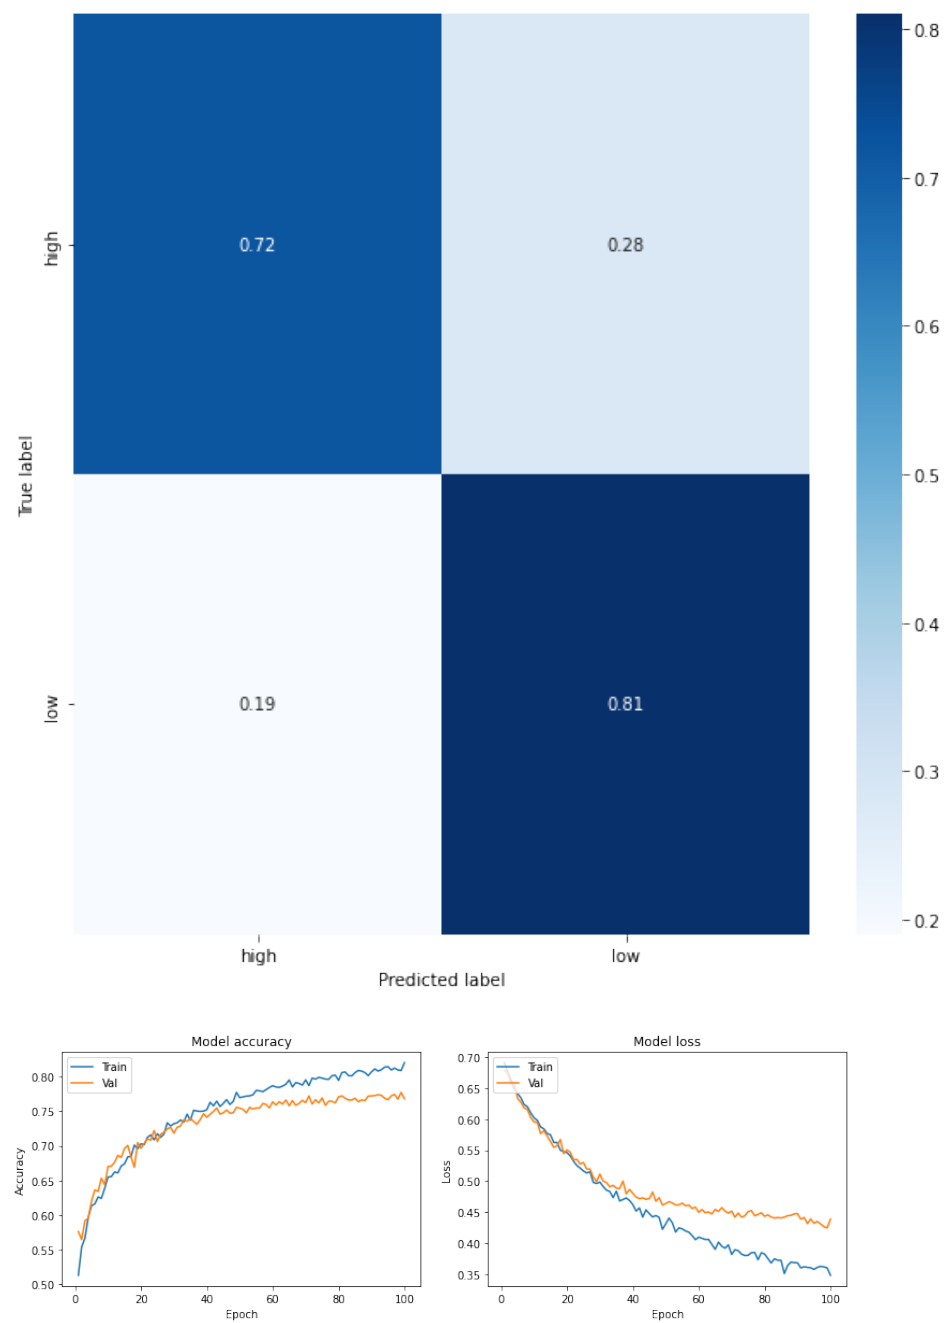 0.8
0.7
0.6
0.5
0.4
0.3
0.2
True label
high
low
0.72
0.28
0.19
0.81
high
low
Predicted label
Model accuracy
Train
Val
Accuracy
0.80
0.75
0.70
0.65
0.60
0.55
0.50
0
20
40
60
80
100
Epoch
Model loss
Train
Val
Loss
0.70
0.65
0.60
0.55
0.50
0.45
0.40
0.35
0
20
40
60
80
100
Epoch